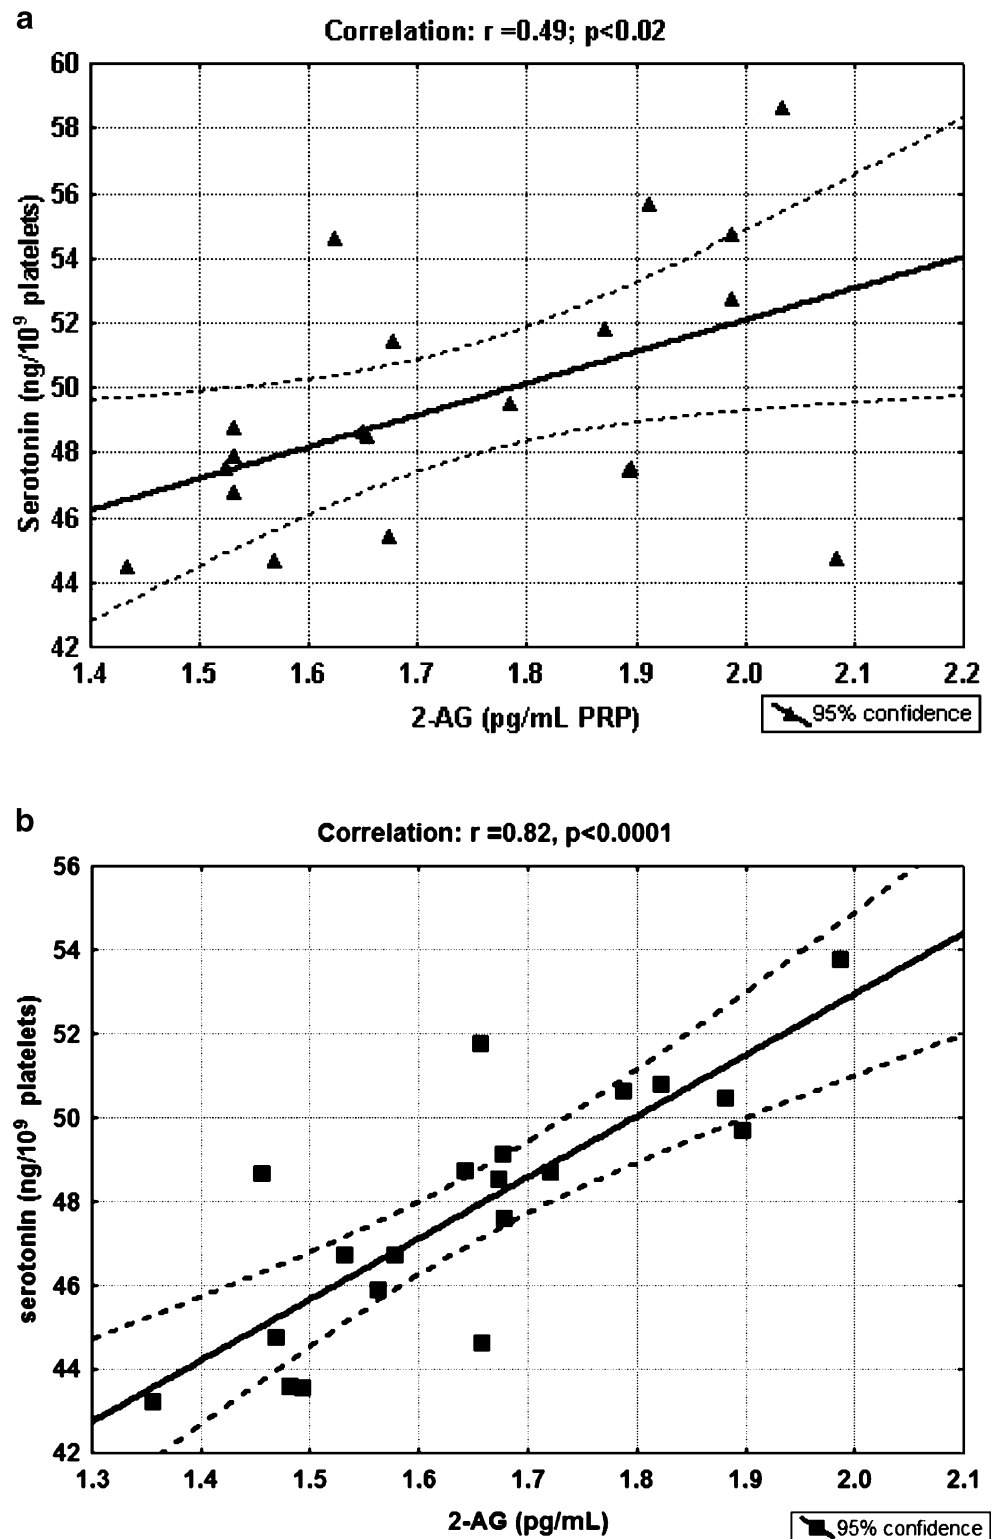 a
Correlation: r =0.49; p<0.02
60
58
56
54
52
50
48
46
44
42
Serotonin (ng/10⁹ platelets)
1.4 1.5 1.6 1.7 1.8 1.9 2.0 2.1 2.2
2-AG (pg/mL PRP)
95% confidence
b
Correlation: r =0.82, p<0.0001
56
54
52
50
48
46
44
42
serotonin (ng/10⁹ platelets)
1.3 1.4 1.5 1.6 1.7 1.8 1.9 2.0 2.1
2-AG (pg/mL)
95% confidence